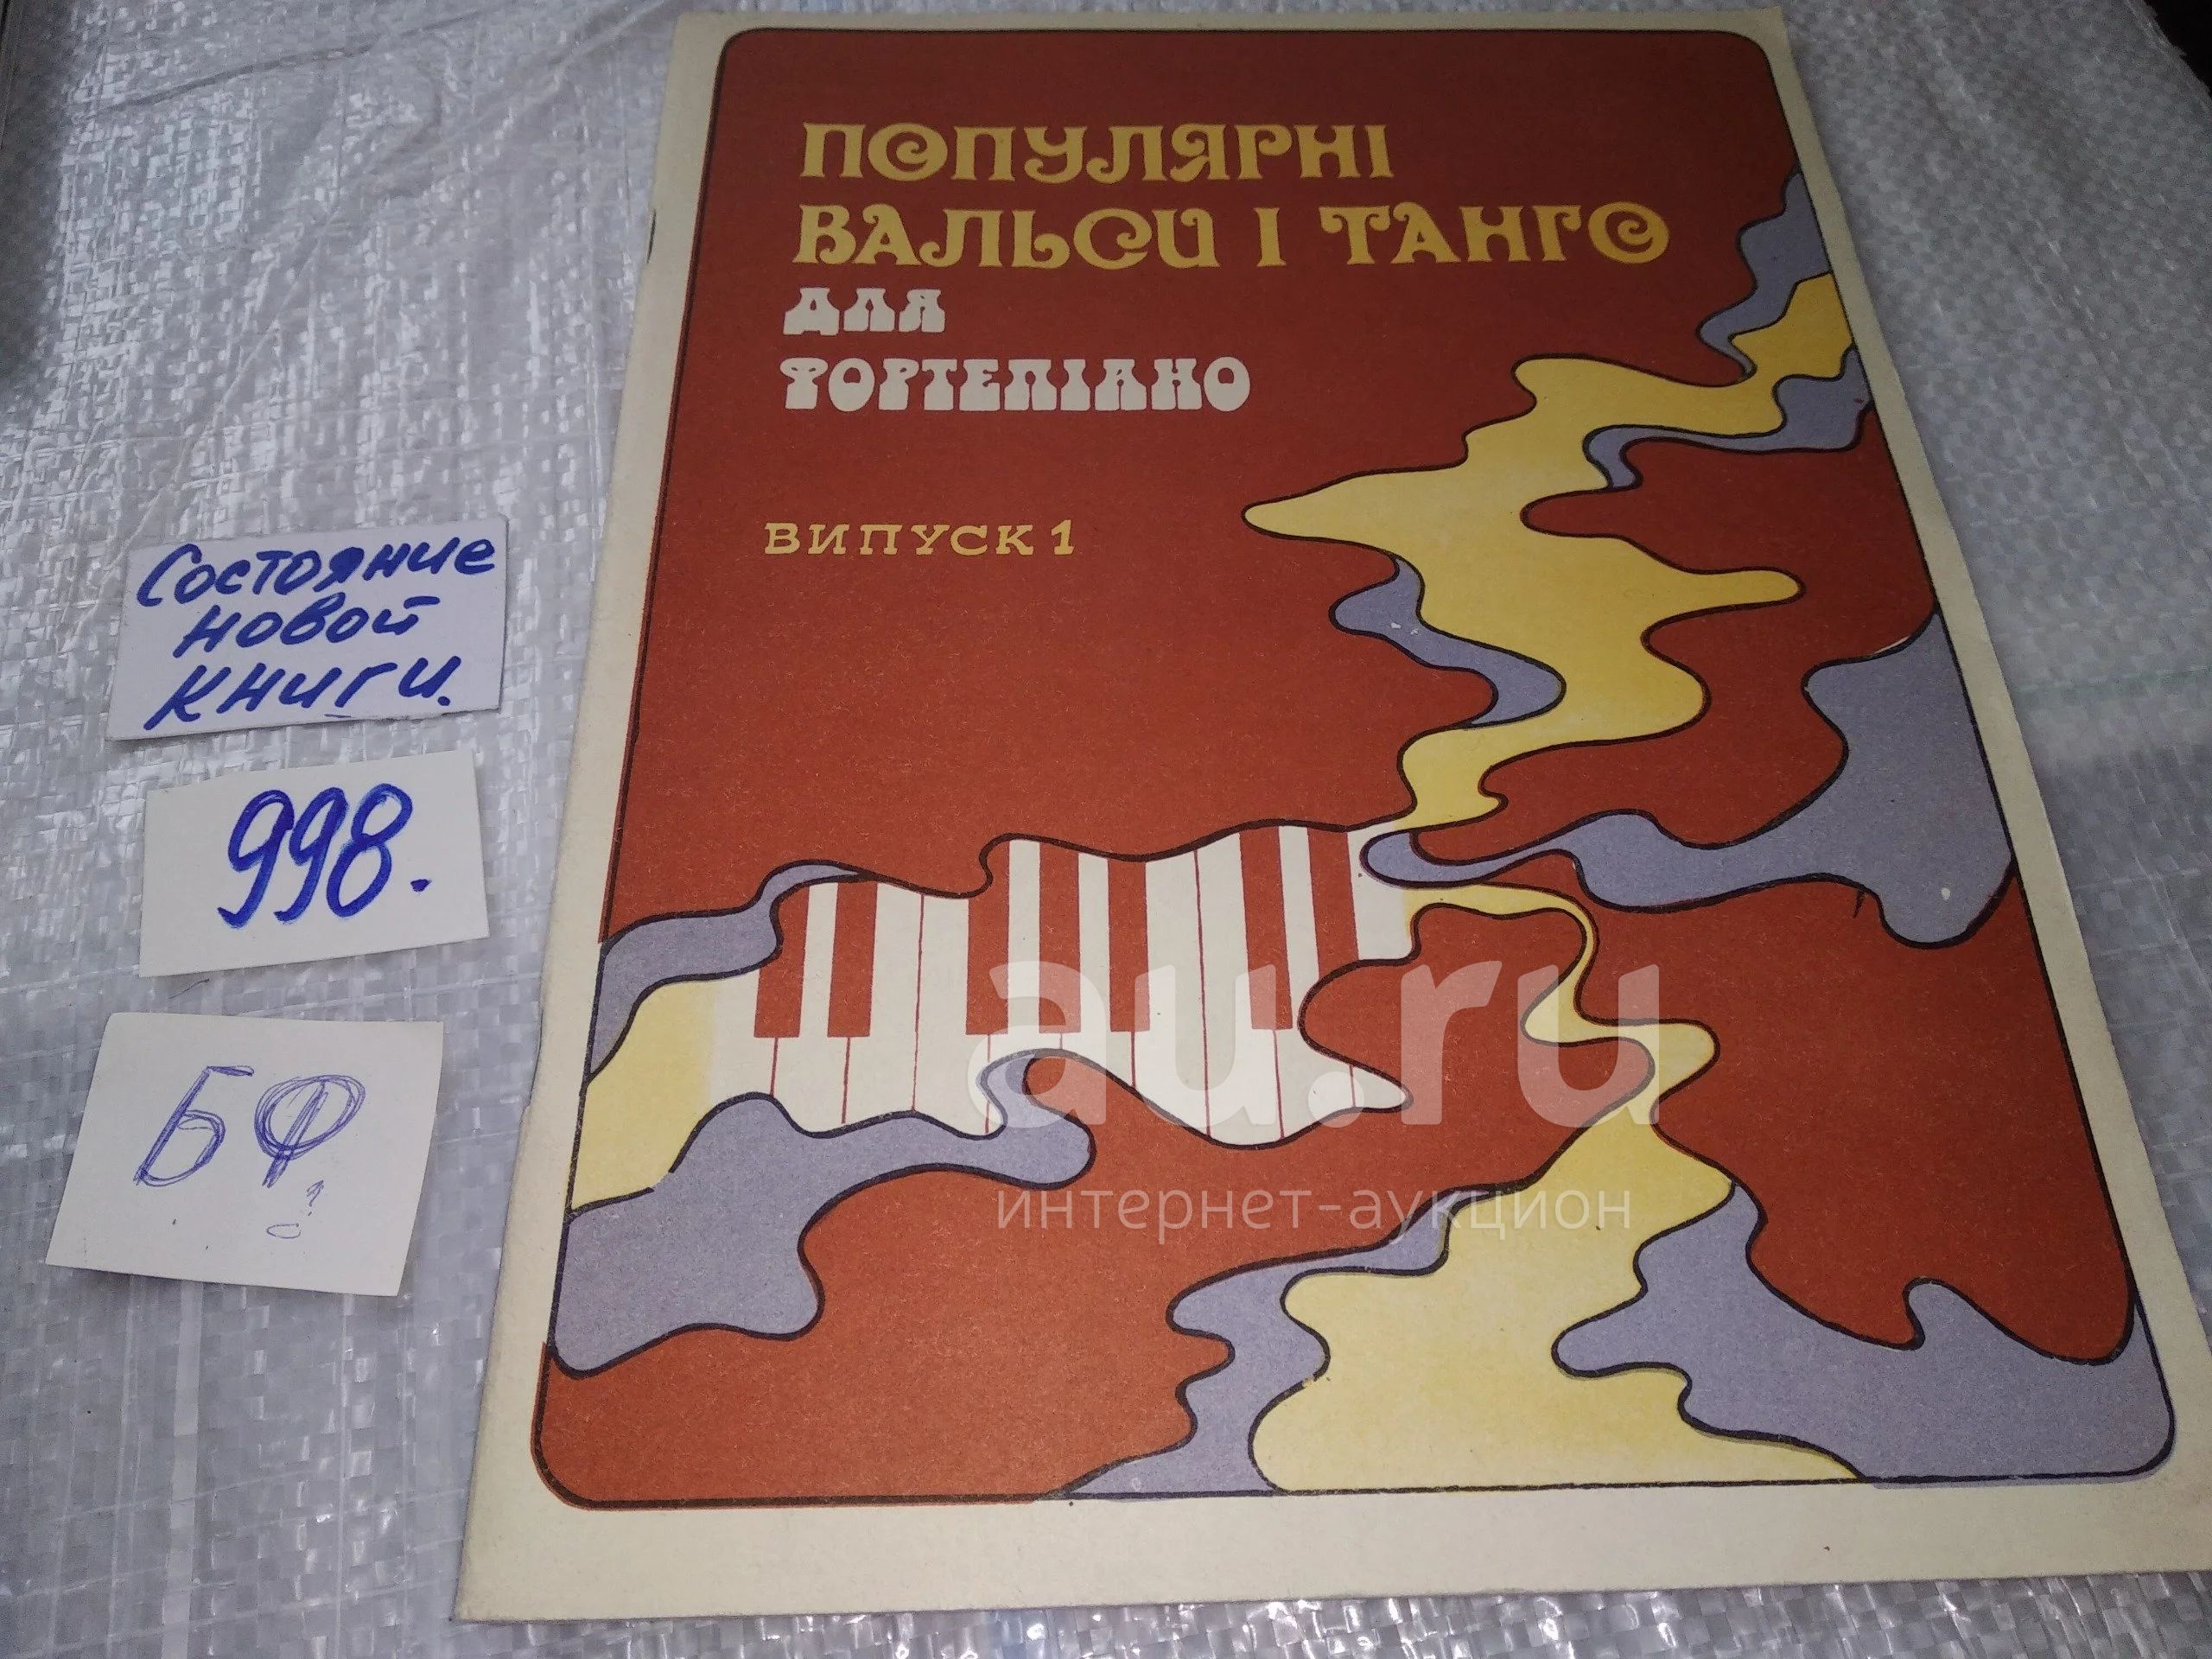 ПОПУЛЯРНІ
ВАЛЬСИ І ТАНГО
ДЛЯ
ФОРТЕПІАНО
ВИПУСК 1
Состояние
новой
книги.
998.
БФ
au.ru
интернет-аукцион